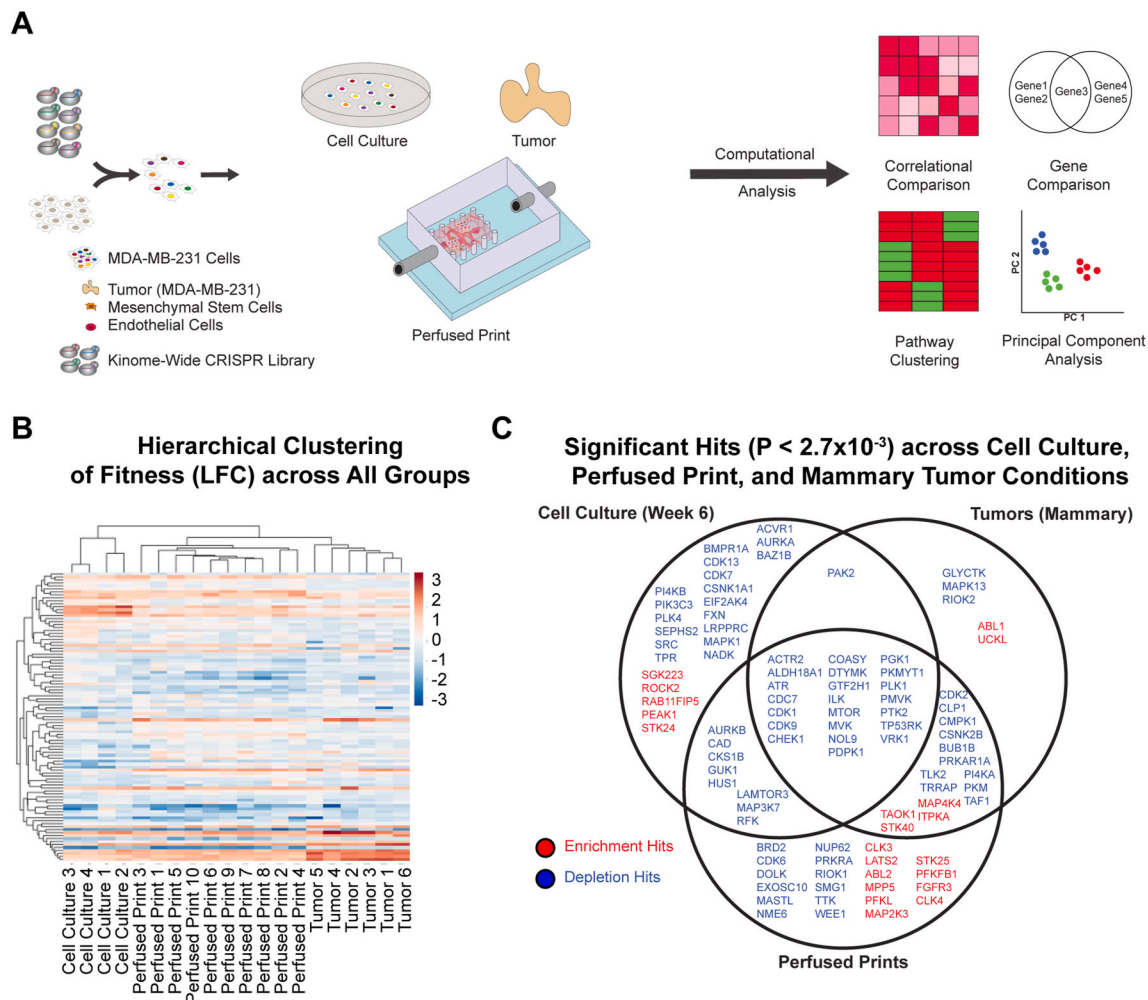 A
Cell Culture
Tumor
Perfused Print
MDA-MB-231 Cells
Tumor (MDA-MB-231)
Mesenchymal Stem Cells
Endothelial Cells
Kinome-Wide CRISPR Library
Computational
Analysis
Correlational
Comparison
Gene1
Gene2
Gene3
Gene4
Gene5
Gene
Comparison
Pathway
Clustering
PC 2
PC 1
Principal Component
Analysis
B
Hierarchical Clustering
of Fitness (LFC) across All Groups
3
2
1
0
-1
-2
-3
Cell Culture 3
Cell Culture 4
Cell Culture 1
Cell Culture 2
Perfused Print 3
Perfused Print 1
Perfused Print 5
Perfused Print 10
Perfused Print 6
Perfused Print 9
Perfused Print 7
Perfused Print 8
Perfused Print 2
Perfused Print 4
Tumor 5
Tumor 4
Tumor 2
Tumor 3
Tumor 1
Tumor 6
C
Significant Hits (P < 2.7x10⁻³) across Cell Culture,
Perfused Print, and Mammary Tumor Conditions
Cell Culture (Week 6)
Tumors (Mammary)
ACVR1
AURKA
BAZ1B
BMPR1A
CDK13
CDK7
CSNK1A1
EIF2AK4
FXN
LRPPRC
MAPK1
NADK
PI4KB
PIK3C3
PLK4
SEPHS2
SRC
TPR
SGK223
ROCK2
RAB11FIP5
PEAK1
STK24
PAK2
GLYCTK
MAPK13
RIOK2
ABL1
UCKL
ACTR2
ALDH18A1
ATR
CDC7
CDK1
CDK9
CHEK1
COASY
DTYMK
GTF2H1
ILK
MTOR
MVK
NOL9
PDPK1
PGK1
PKMYT1
PLK1
PMVK
PTK2
TP53RK
VRK1
CDK2
CLP1
CMPK1
CSNK2B
BUB1B
PRKAR1A
TLK2
TRRAP
PI4KA
PKM
TAF1
MAP4K4
ITPKA
TAOK1
STK40
AURKB
CAD
CKS1B
GUK1
HUS1
LAMTOR3
MAP3K7
RFK
Enrichment Hits
Depletion Hits
BRD2
CDK6
DOLK
EXOSC10
MASTL
NME6
NUP62
PRKRA
RIOK1
SMG1
TTK
WEE1
CLK3
LATS2
ABL2
MPP5
PFKL
MAP2K3
STK25
PFKFB1
FGFR3
CLK4
Perfused Prints